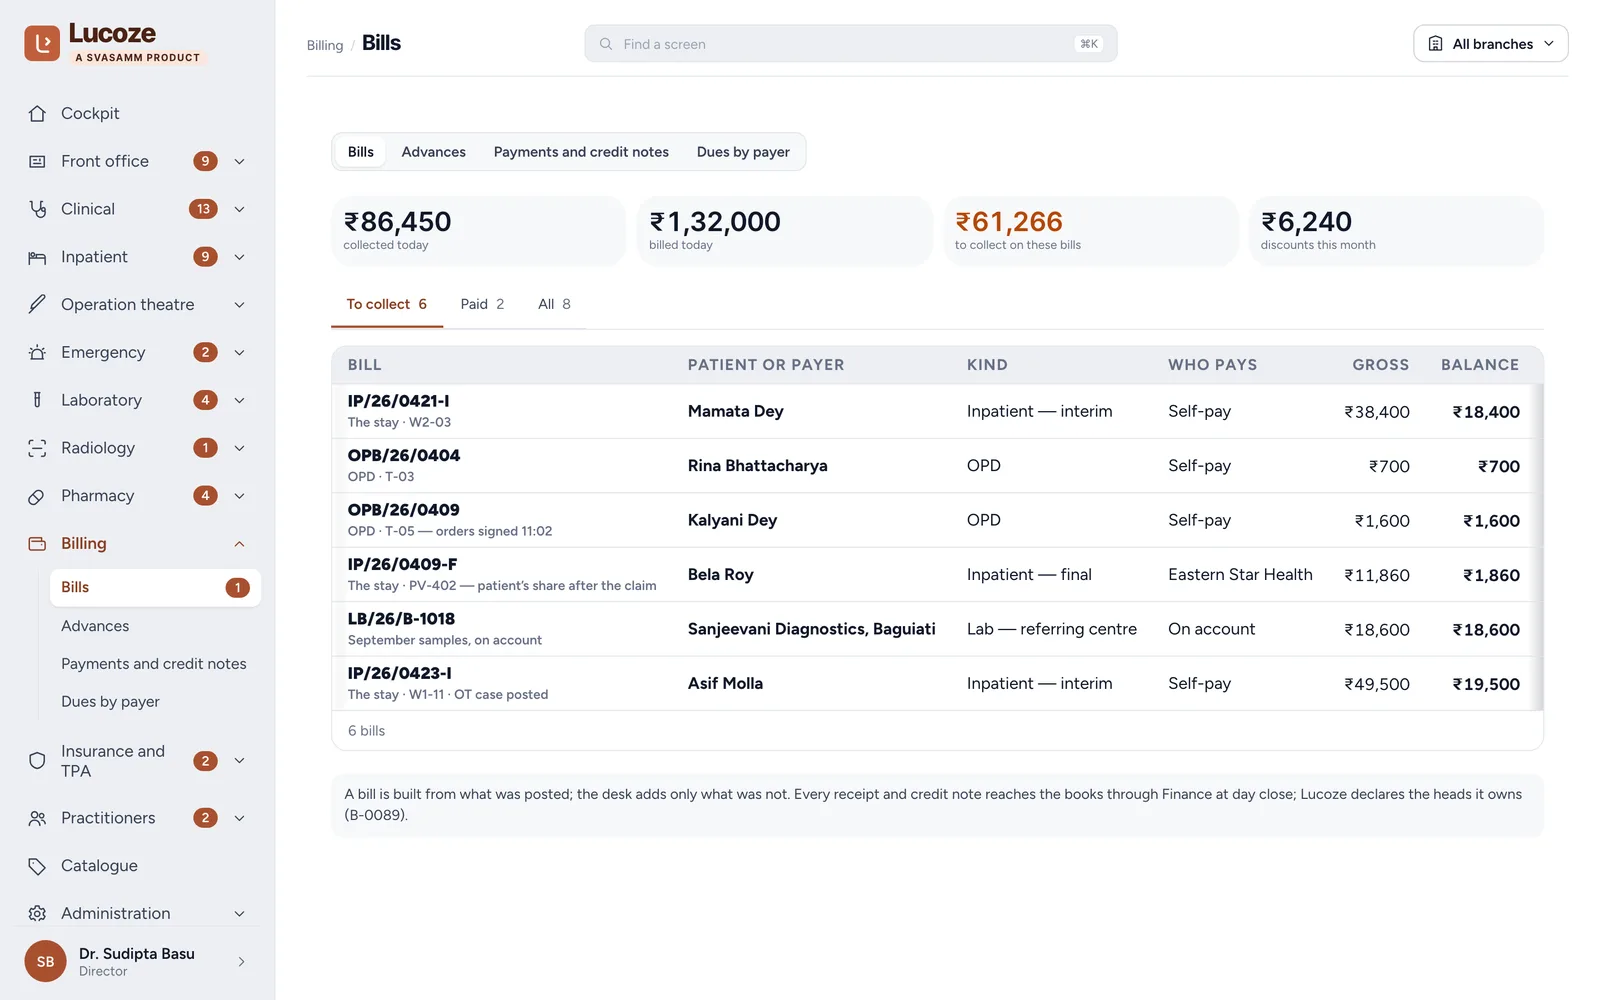 Lucoze
A SVASAMM PRODUCT
Cockpit
Front office 9
Clinical 13
Inpatient 9
Operation theatre
Emergency 2
Laboratory 4
Radiology 1
Pharmacy 4
Billing
Bills 1
Advances
Payments and credit notes
Dues by payer
Insurance and
TPA 2
Practitioners 2
Catalogue
Administration
SB
Dr. Sudipta Basu
Director
Billing / Bills
Find a screen ⌘K
All branches
Bills Advances Payments and credit notes Dues by payer
₹86,450
collected today
₹1,32,000
billed today
₹61,266
to collect on these bills
₹6,240
discounts this month
To collect 6 Paid 2 All 8
BILL PATIENT OR PAYER KIND WHO PAYS GROSS BALANCE
IP/26/0421-I
The stay · W2-03
Mamata Dey Inpatient — interim Self-pay ₹38,400 ₹18,400
OPB/26/0404
OPD · T-03
Rina Bhattacharya OPD Self-pay ₹700 ₹700
OPB/26/0409
OPD · T-05 — orders signed 11:02
Kalyani Dey OPD Self-pay ₹1,600 ₹1,600
IP/26/0409-F
The stay · PV-402 — patient's share after the claim
Bela Roy Inpatient — final Eastern Star Health ₹11,860 ₹1,860
LB/26/B-1018
September samples, on account
Sanjeevani Diagnostics, Baguiati Lab — referring centre On account ₹18,600 ₹18,600
IP/26/0423-I
The stay · W1-11 · OT case posted
Asif Molla Inpatient — interim Self-pay ₹49,500 ₹19,500
6 bills
A bill is built from what was posted; the desk adds only what was not. Every receipt and credit note reaches the books through Finance at day close; Lucoze declares the heads it owns
(B-0089).